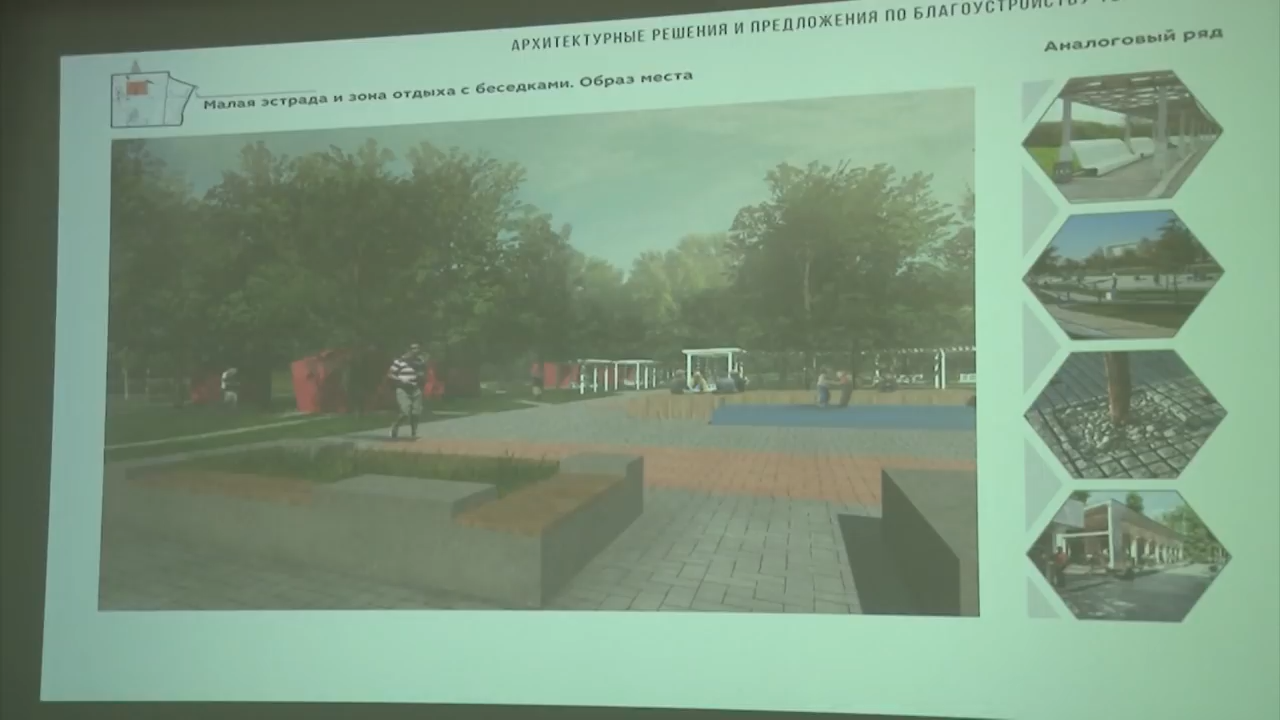 АРХИТЕКТУРНЫЕ РЕШЕНИЯ И ПРЕДЛОЖЕНИЯ ПО БЛАГОУСТРОЙСТВУ
Аналоговый ряд
Малая эстрада и зона отдыха с беседками. Образ места